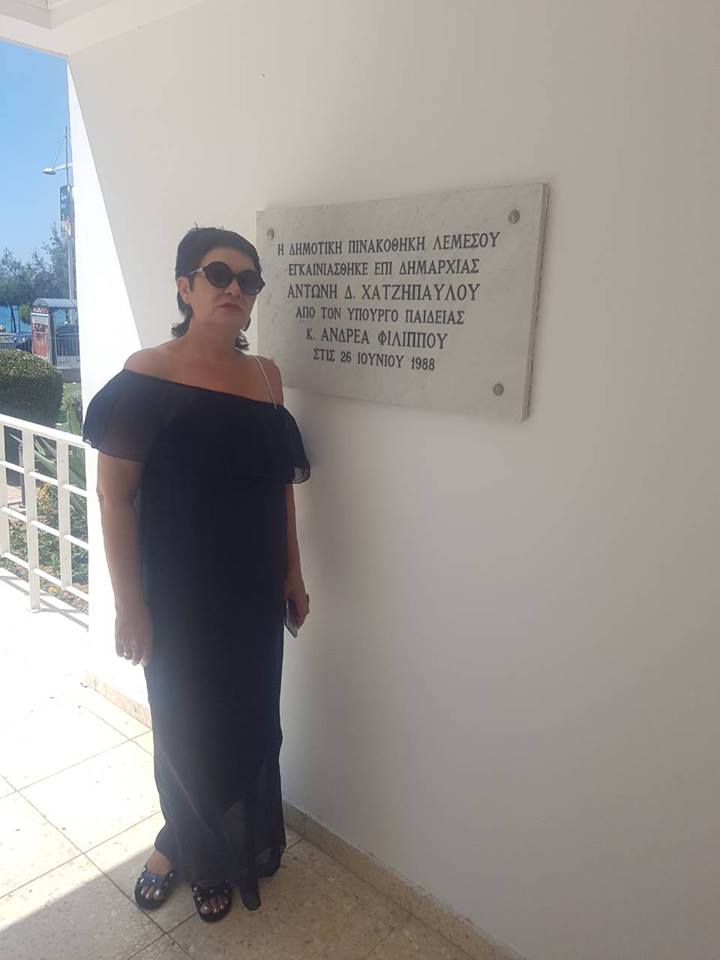 Η ΔΗΜΟΤΙΚΗ ΠΙΝΑΚΟΘΗΚΗ ΛΕΜΕΣΟΥ
ΕΓΚΑΙΝΙΑΣΘΗΚΕ ΕΠΙ ΔΗΜΑΡΧΙΑΣ
ΑΝΤΩΝΗ Δ. ΧΑΤΖΗΠΑΥΛΟΥ
ΑΠΟ ΤΟΝ ΥΠΟΥΡΓΟ ΠΑΙΔΕΙΑΣ
Κ. ΑΝΔΡΕΑ ΦΙΛΙΠΠΟΥ
ΣΤΙΣ 26 ΙΟΥΝΙΟΥ 1988